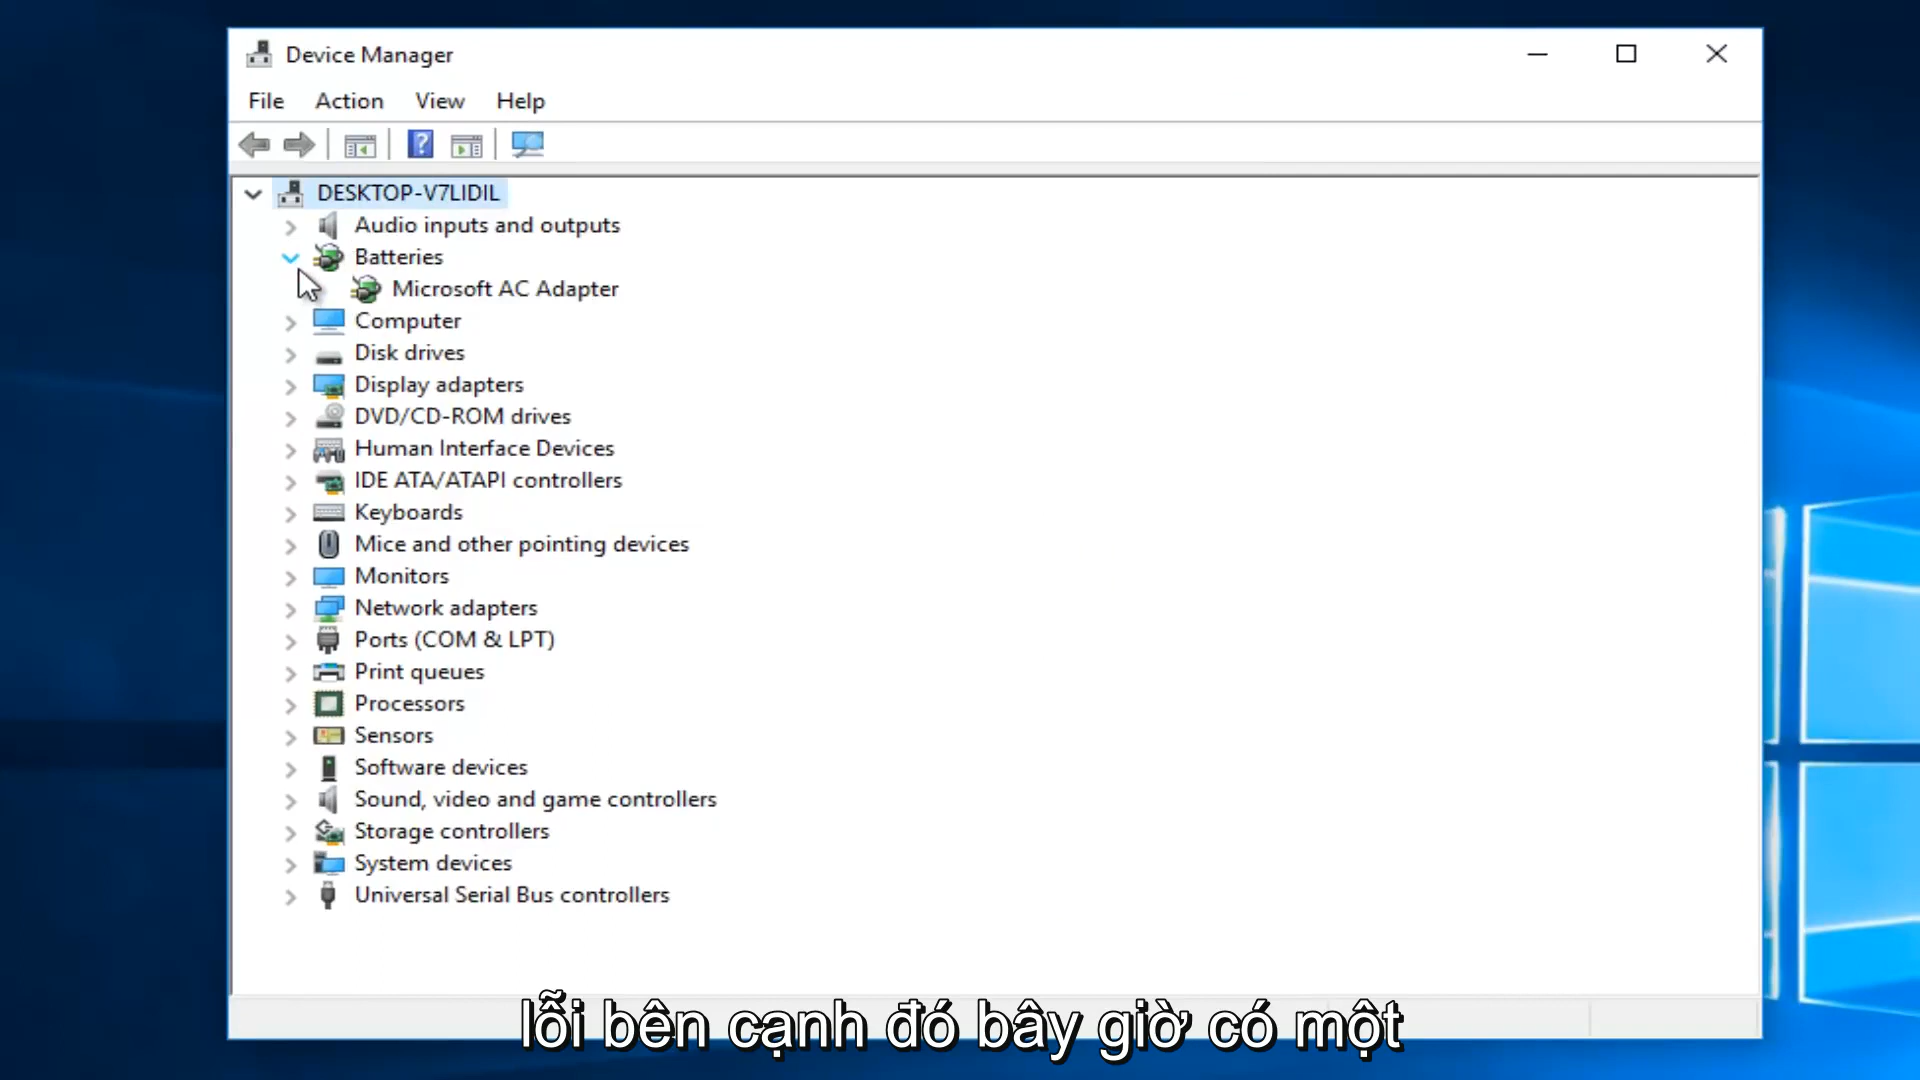 Device Manager
File Action View Help
DESKTOP-V7LIDIL
Audio inputs and outputs
Batteries
Microsoft AC Adapter
Computer
Disk drives
Display adapters
DVD/CD-ROM drives
Human Interface Devices
IDE ATA/ATAPI controllers
Keyboards
Mice and other pointing devices
Monitors
Network adapters
Ports (COM & LPT)
Print queues
Processors
Sensors
Software devices
Sound, video and game controllers
Storage controllers
System devices
Universal Serial Bus controllers
lỗi bên cạnh đó bây giờ có một